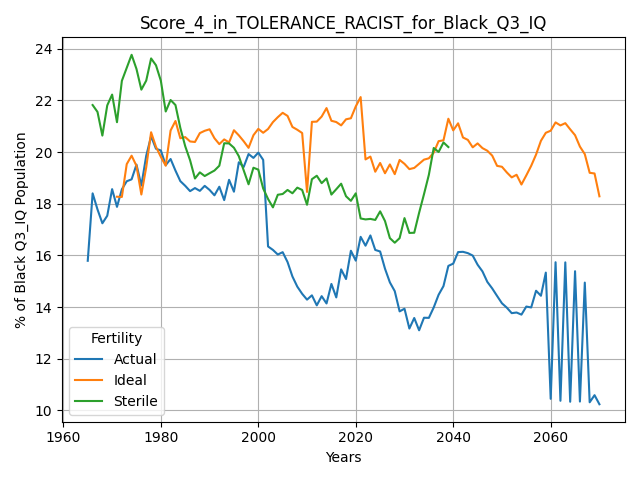 Score_4_in_TOLERANCE_RACIST_for_Black_Q3_IQ
% of Black Q3_IQ Population
24
22
20
18
16
14
12
10
Fertility
Actual
Ideal
Sterile
1960 1980 2000 2020 2040 2060
Years